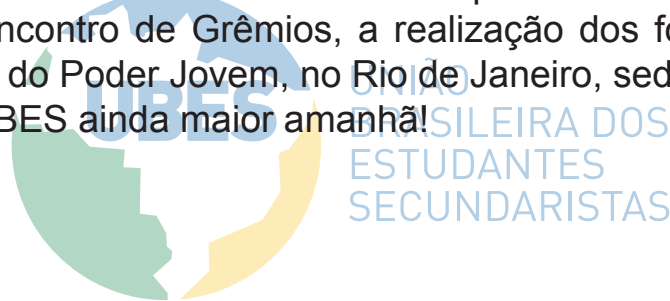 ncontro de Grêmios, a realização dos fo
do Poder Jovem, no Rio de Janeiro, sed
BES ainda maior amanhã!
UBES
UNIÃO
BRASILEIRA DOS
ESTUDANTES
SECUNDARISTAS